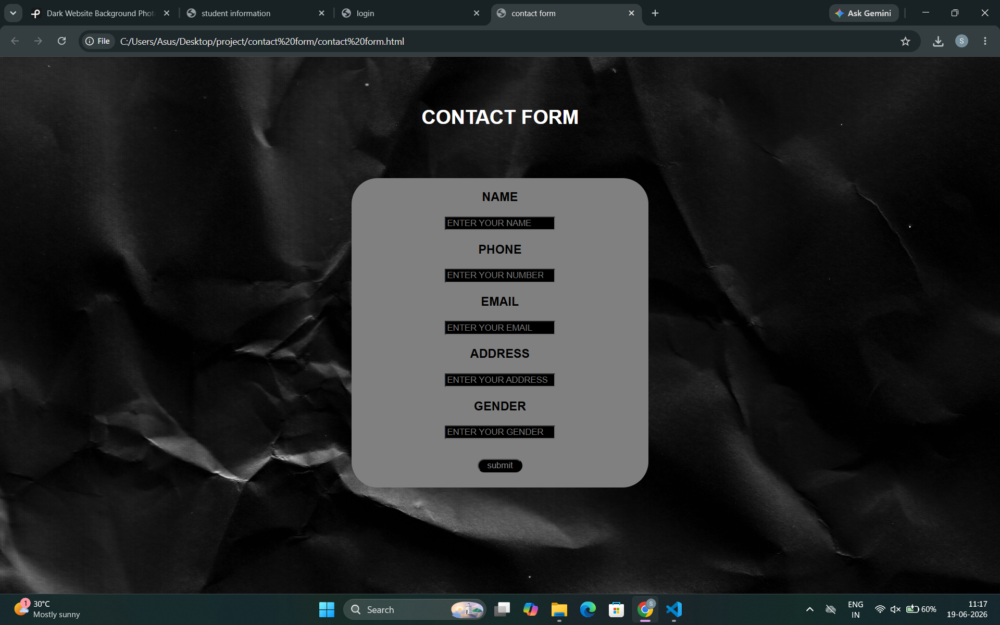 Dark Website Background Phot
student information
login
contact form
Ask Gemini
File
C:/Users/Asus/Desktop/project/contact%20form/contact%20form.html
S
CONTACT FORM
NAME
ENTER YOUR NAME
PHONE
ENTER YOUR NUMBER
EMAIL
ENTER YOUR EMAIL
ADDRESS
ENTER YOUR ADDRESS
GENDER
ENTER YOUR GENDER
submit
1
30°C
Mostly sunny
Search
S
ENG
IN
60%
11:17
19-06-2026